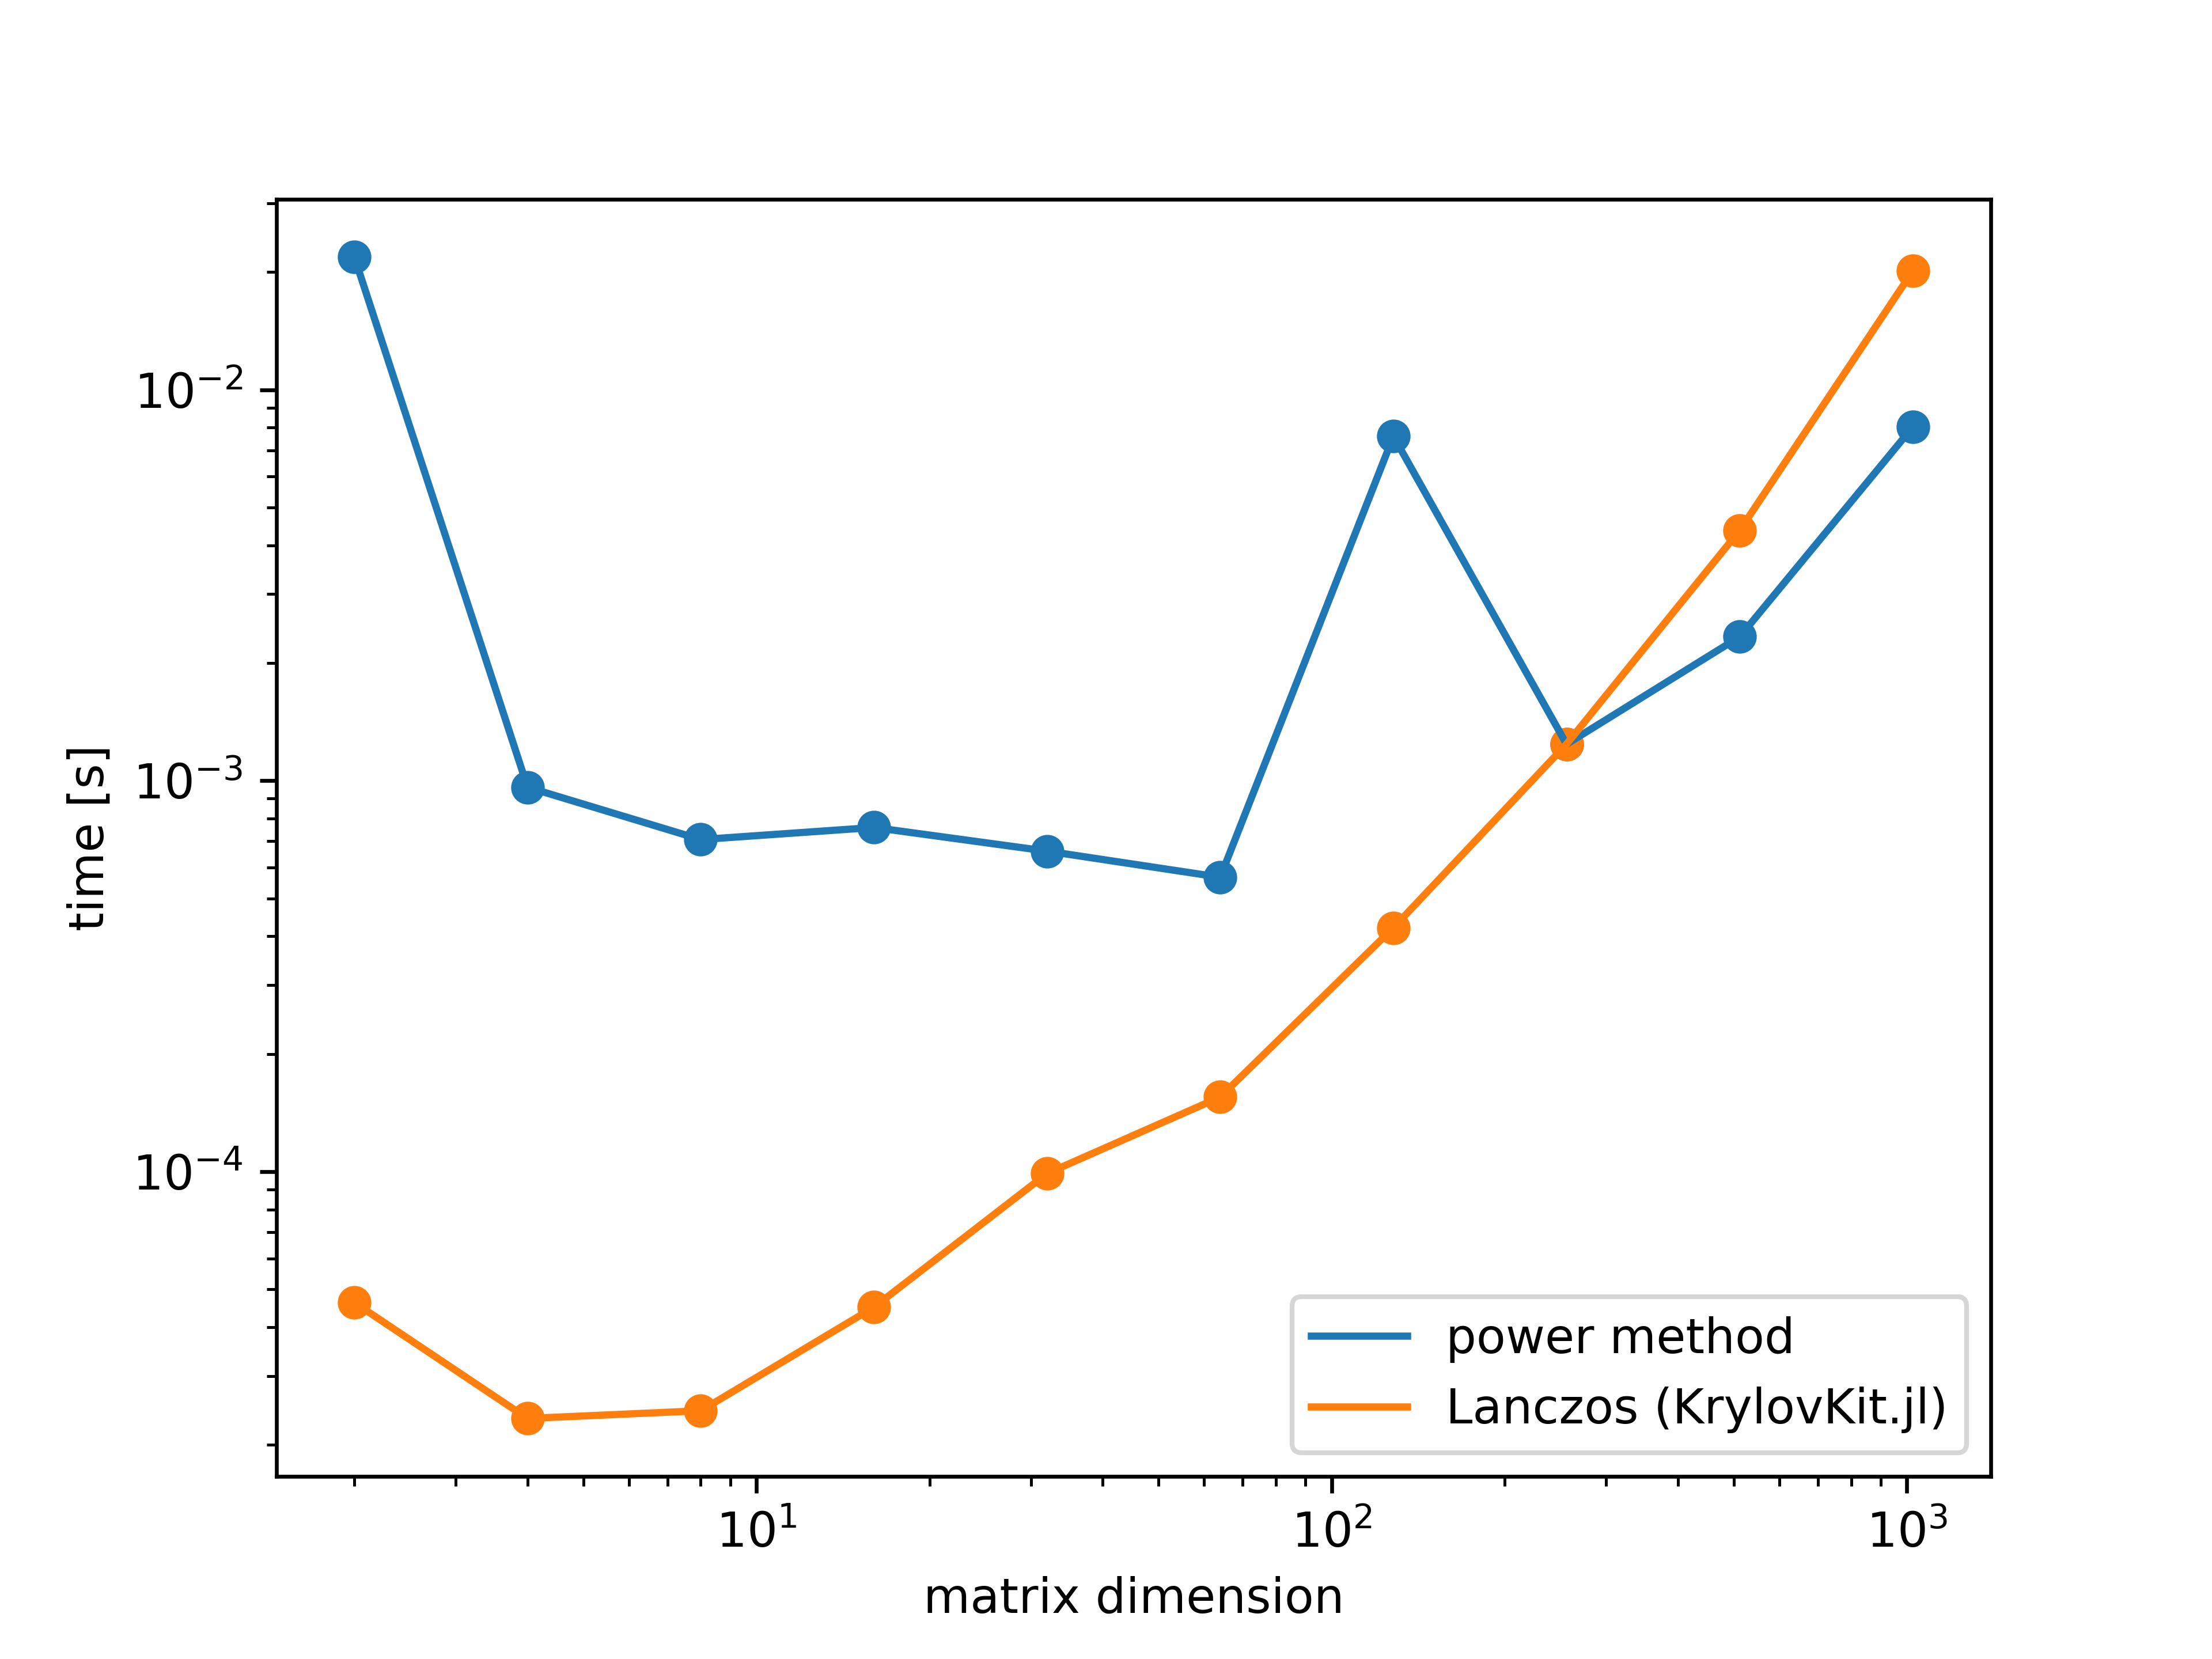 10⁻²
10⁻³
10⁻⁴
time [s]
power method
Lanczos (KrylovKit.jl)
10¹
10²
10³
matrix dimension